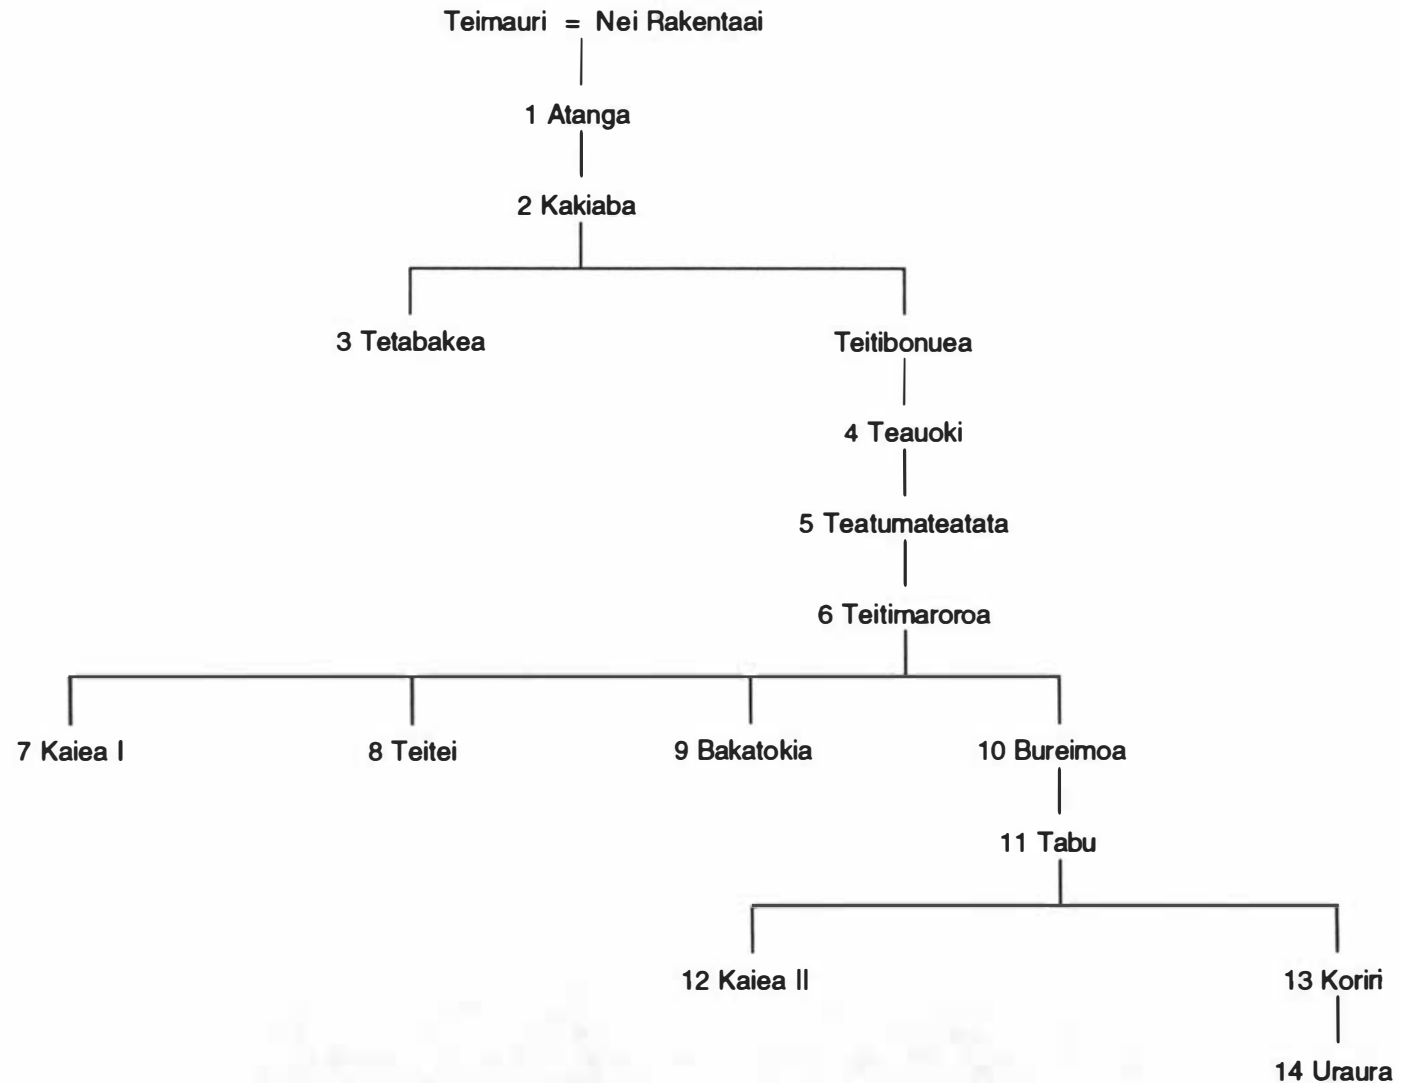 Teimauri = Nei Rakentaai
1 Atanga
2 Kakiaba
3 Tetabakea Teitibonuea
4 Teauoki
5 Teatumateatata
6 Teitimaroroa
7 Kaiea I 8 Teitei 9 Bakatokia 10 Bureimoa
11 Tabu
12 Kaiea II 13 Koriri
14 Uraura